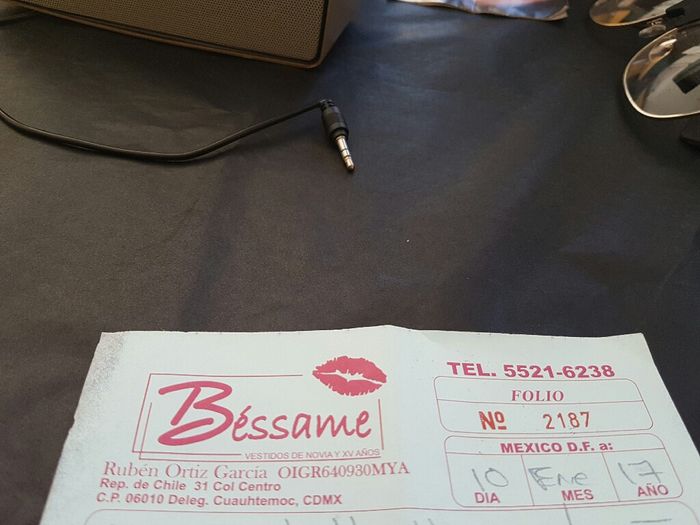 Béssame
VESTIDOS DE NOVIA Y XV AÑOS
Rubén Ortiz García OIGR640930MYA
Rep. de Chile 31 Col Centro
C.P. 06010 Deleg. Cuauhtemoc, CDMX
TEL. 5521-6238
FOLIO
Nº 2187
MEXICO D.F. a:
10 Ene 17
DIA MES AÑO